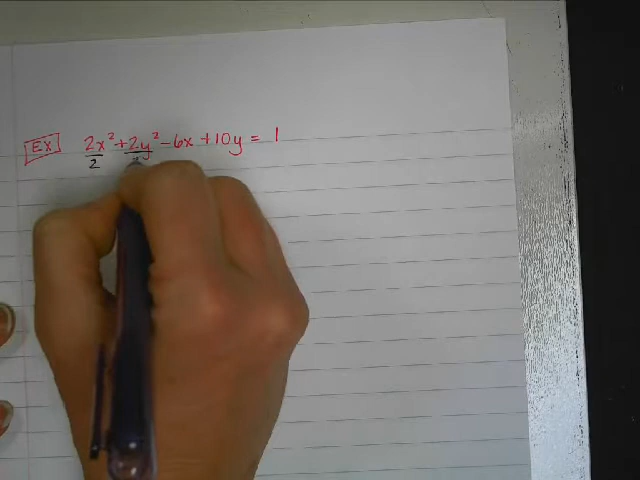 EX 2x² + 2y² - 6x + 10y = 1
2